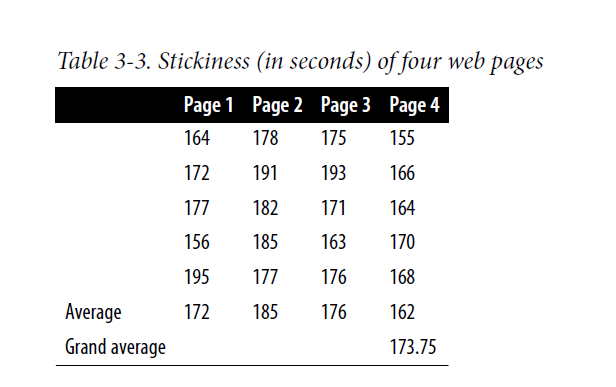 Table 3-3. Stickiness (in seconds) of four web pages
Page 1 Page 2 Page 3 Page 4
164 178 175 155
172 191 193 166
177 182 171 164
156 185 163 170
195 177 176 168
Average 172 185 176 162
Grand average 173.75